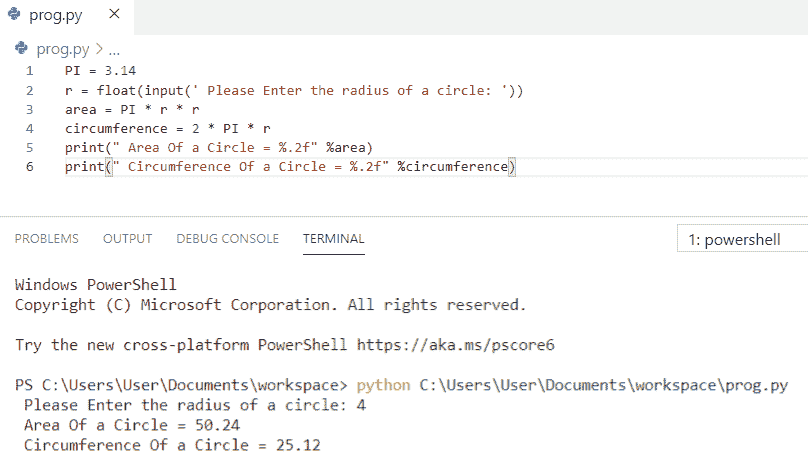 prog.py ×
prog.py > ...
1 PI = 3.14
2 r = float(input(' Please Enter the radius of a circle: '))
3 area = PI * r * r
4 circumference = 2 * PI * r
5 print(" Area Of a Circle = %.2f" %area)
6 print(" Circumference Of a Circle = %.2f" %circumference)
PROBLEMS OUTPUT DEBUG CONSOLE TERMINAL 1: powershell
Windows PowerShell
Copyright (C) Microsoft Corporation. All rights reserved.
Try the new cross-platform PowerShell https://aka.ms/pscore6
PS C:\Users\User\Documents\workspace> python C:\Users\User\Documents\workspace\prog.py
Please Enter the radius of a circle: 4
Area Of a Circle = 50.24
Circumference Of a Circle = 25.12